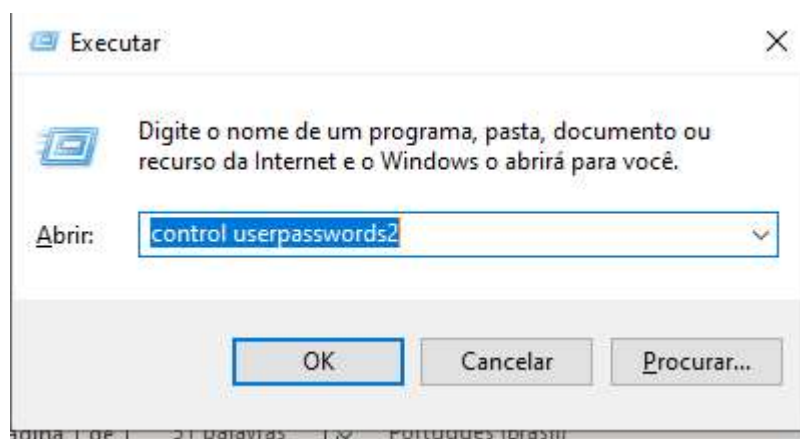 Executar
Digite o nome de um programa, pasta, documento ou
recurso da Internet e o Windows o abrirá para você.
Abrir:
control userpasswords2
OK
Cancelar
Procurar...